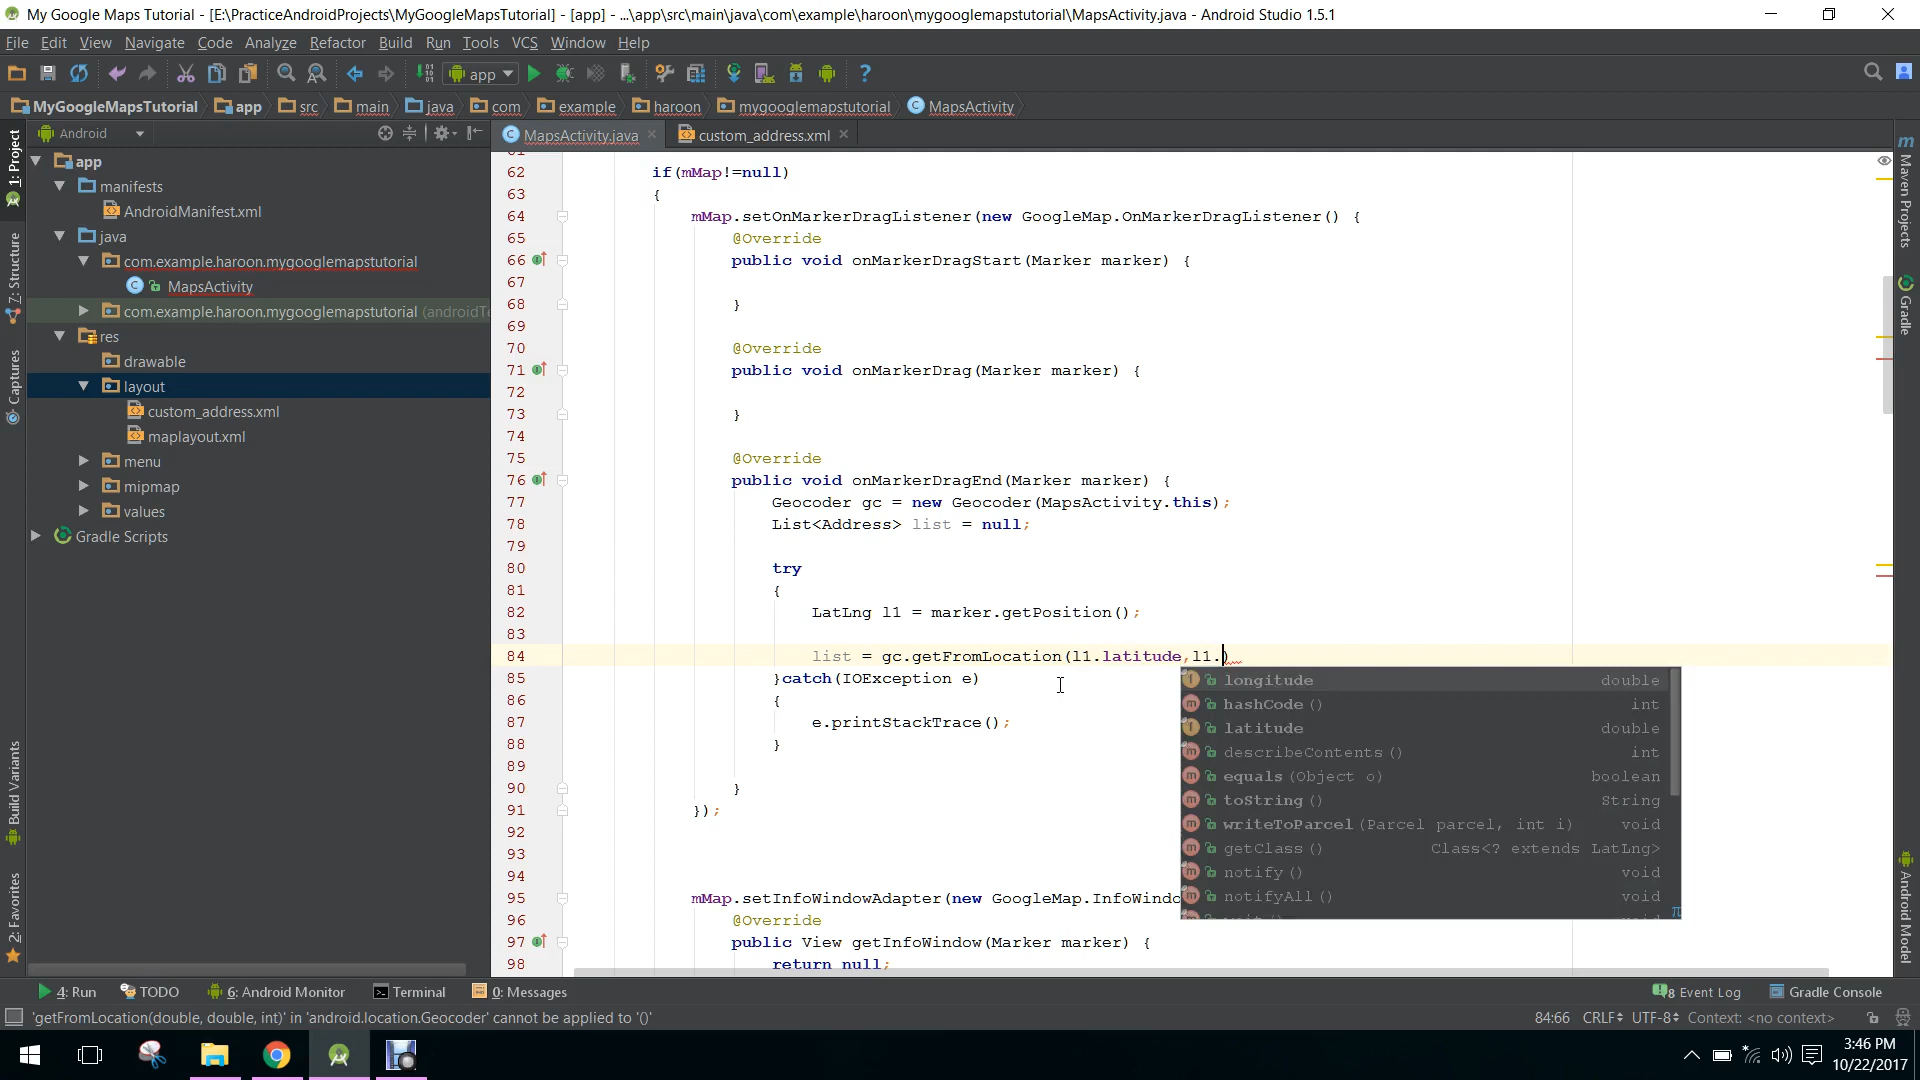 My Google Maps Tutorial - [E:\PracticeAndroidProjects\MyGoogleMapsTutorial] - [app] - ...\app\src\main\java\com\example\haroon\mygooglemapstutorial\MapsActivity.java - Android Studio 1.5.1
File Edit View Navigate Code Analyze Refactor Build Run Tools VCS Window Help
app
MyGoogleMapsTutorial app src main java com example haroon mygooglemapstutorial MapsActivity
Android
MapsActivity.java custom_address.xml
1: Project
7: Structure
Captures
Build Variants
2: Favorites
app
manifests
AndroidManifest.xml
java
com.example.haroon.mygooglemapstutorial
MapsActivity
com.example.haroon.mygooglemapstutorial (androidTe
res
drawable
layout
custom_address.xml
maplayout.xml
menu
mipmap
values
Gradle Scripts
61
62 if(mMap!=null)
63 {
64 mMap.setOnMarkerDragListener(new GoogleMap.OnMarkerDragListener() {
65 @Override
66 public void onMarkerDragStart(Marker marker) {
67
68 }
69
70 @Override
71 public void onMarkerDrag(Marker marker) {
72
73 }
74
75 @Override
76 public void onMarkerDragEnd(Marker marker) {
77 Geocoder gc = new Geocoder(MapsActivity.this);
78 List<Address> list = null;
79
80 try
81 {
82 LatLng l1 = marker.getPosition();
83
84 list = gc.getFromLocation(l1.latitude,l1.)
85 }catch(IOException e)
86 {
87 e.printStackTrace();
88 }
89
90 }
91 });
92
93
94
95 mMap.setInfoWindowAdapter(new GoogleMap.InfoWindo
96 @Override
97 public View getInfoWindow(Marker marker) {
98 return null;
longitude double
hashCode() int
latitude double
describeContents() int
equals(Object o) boolean
toString() String
writeToParcel(Parcel parcel, int i) void
getClass() Class<? extends LatLng>
notify() void
notifyAll() void
wait() void
π
m Maven Projects
Gradle
Android Model
4: Run TODO 6: Android Monitor Terminal 0: Messages
8 Event Log Gradle Console
'getFromLocation(double, double, int)' in 'android.location.Geocoder' cannot be applied to '()'
84:66 CRLF UTF-8 Context: <no context>
3:46 PM
10/22/2017